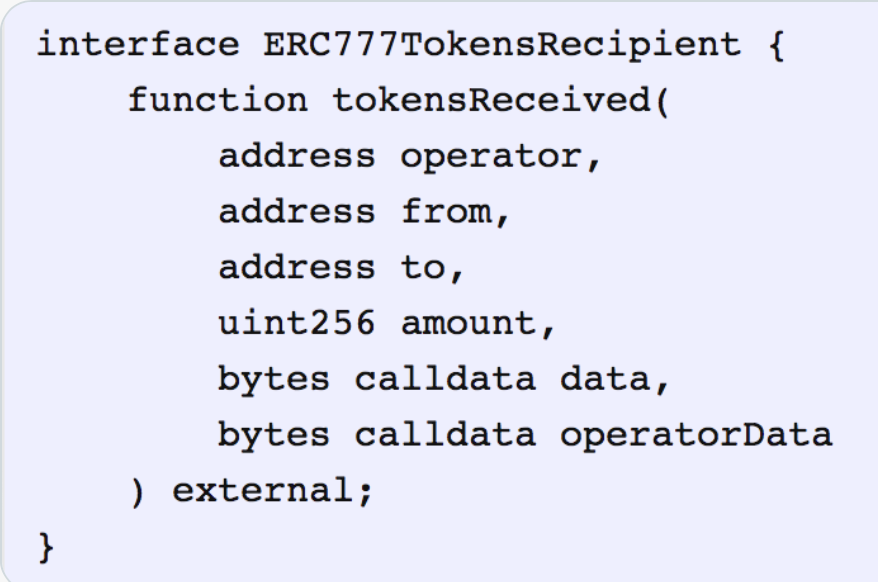 interface ERC777TokensRecipient {
    function tokensReceived(
        address operator,
        address from,
        address to,
        uint256 amount,
        bytes calldata data,
        bytes calldata operatorData
    ) external;
}